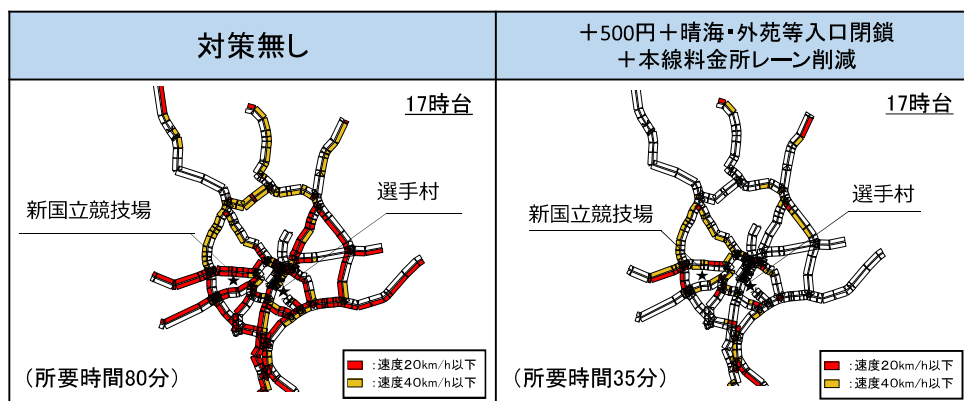 対策無し
＋500円＋晴海・外苑等入口閉鎖
＋本線料金所レーン削減
17時台
選手村
新国立競技場
（所要時間80分）
：速度20km/h以下
：速度40km/h以下
17時台
選手村
新国立競技場
（所要時間35分）
：速度20km/h以下
：速度40km/h以下